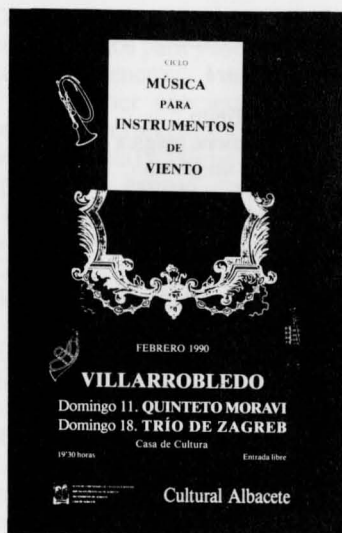 CICLO
MÚSICA
PARA
INSTRUMENTOS
DE
VIENTO
FEBRERO 1990
VILLARROBLEDO
Domingo 11. QUINTETO MORAVI
Domingo 18. TRÍO DE ZAGREB
Casa de Cultura
19'30 horas Entrada libre
Cultural Albacete